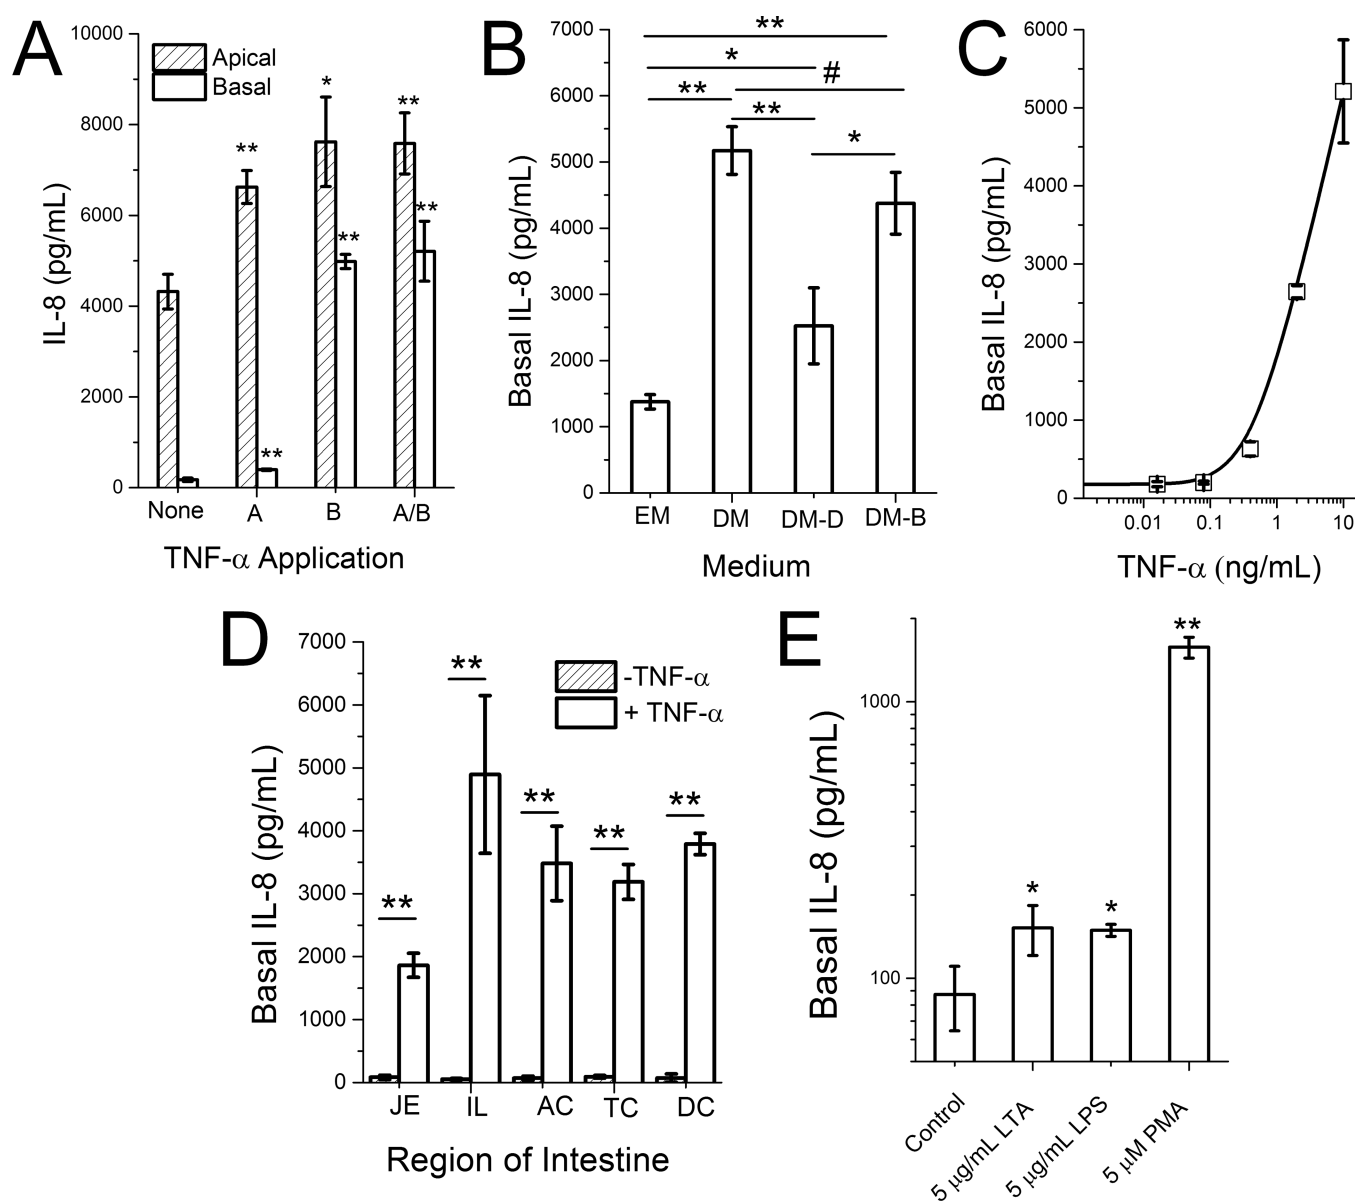 A
10000
8000
6000
4000
2000
0
IL-8 (pg/mL)
Apical
Basal
**
**
*
**
**
**
None
A
B
A/B
TNF-α Application
B
7000
6000
5000
4000
3000
2000
1000
0
Basal IL-8 (pg/mL)
**
*
#
**
**
*
EM
DM
DM-D
DM-B
Medium
C
6000
5000
4000
3000
2000
1000
0
Basal IL-8 (pg/mL)
0.01
0.1
1
10
TNF-α (ng/mL)
D
7000
6000
5000
4000
3000
2000
1000
0
Basal IL-8 (pg/mL)
-TNF-α
+ TNF-α
**
**
**
**
**
JE
IL
AC
TC
DC
Region of Intestine
E
1000
100
Basal IL-8 (pg/mL)
*
*
**
Control
5 μg/mL LTA
5 μg/mL LPS
5 μM PMA